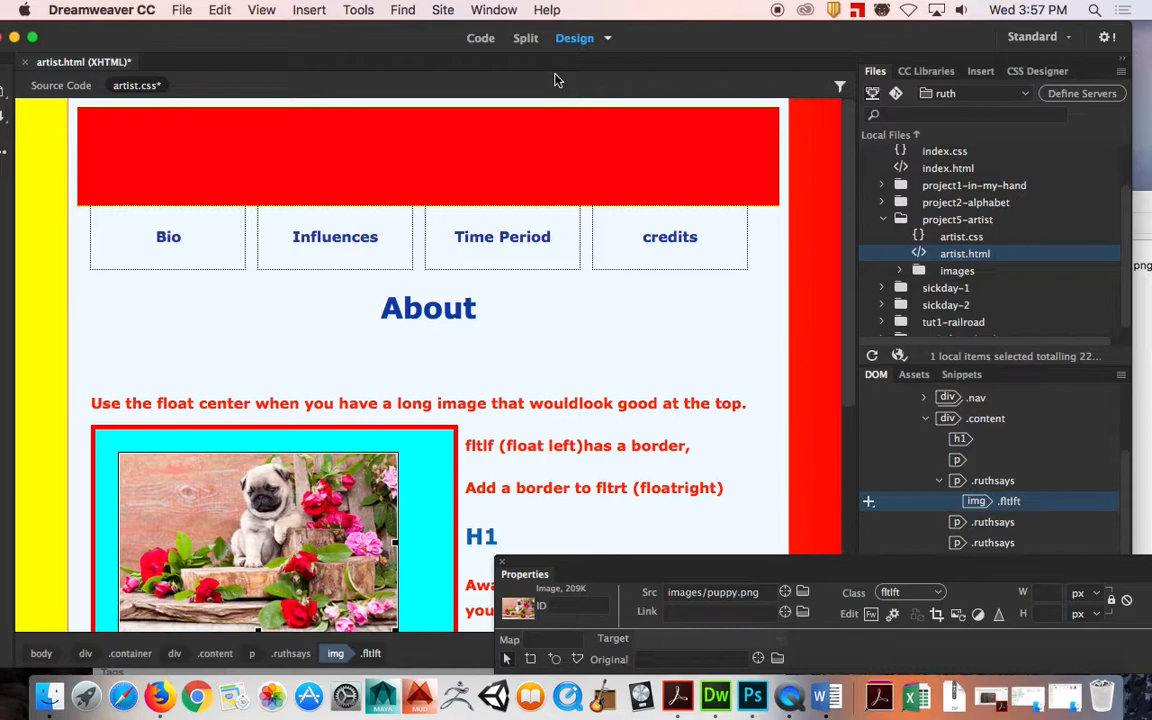 Dreamweaver CC File Edit View Insert Tools Find Site Window Help Wed 3:57 PM
Code Split Design Standard
artist.html (XHTML)*
Source Code artist.css*
Files CC Libraries Insert CSS Designer
ruth Define Servers
Local Files
index.css
index.html
project1-in-my-hand
project2-alphabet
project5-artist
artist.css
artist.html
images
sickday-1
sickday-2
tut1-railroad
1 local items selected totalling 22...
Bio Influences Time Period credits
About
Use the float center when you have a long image that wouldlook good at the top.
fltlf (float left)has a border,
Add a border to fltrt (floatright)
H1
DOM Assets Snippets
div .nav
div .content
h1
p
p .ruthsays
img .fltlft
p .ruthsays
p .ruthsays
Properties
Image, 209K
ID
Src images/puppy.png
Link
Class fltlft
Edit Fw
W px
H px
Map Target
Original
body div .container div .content p .ruthsays img .fltlft
Tags
MAYA MUD Dw Ps W
png